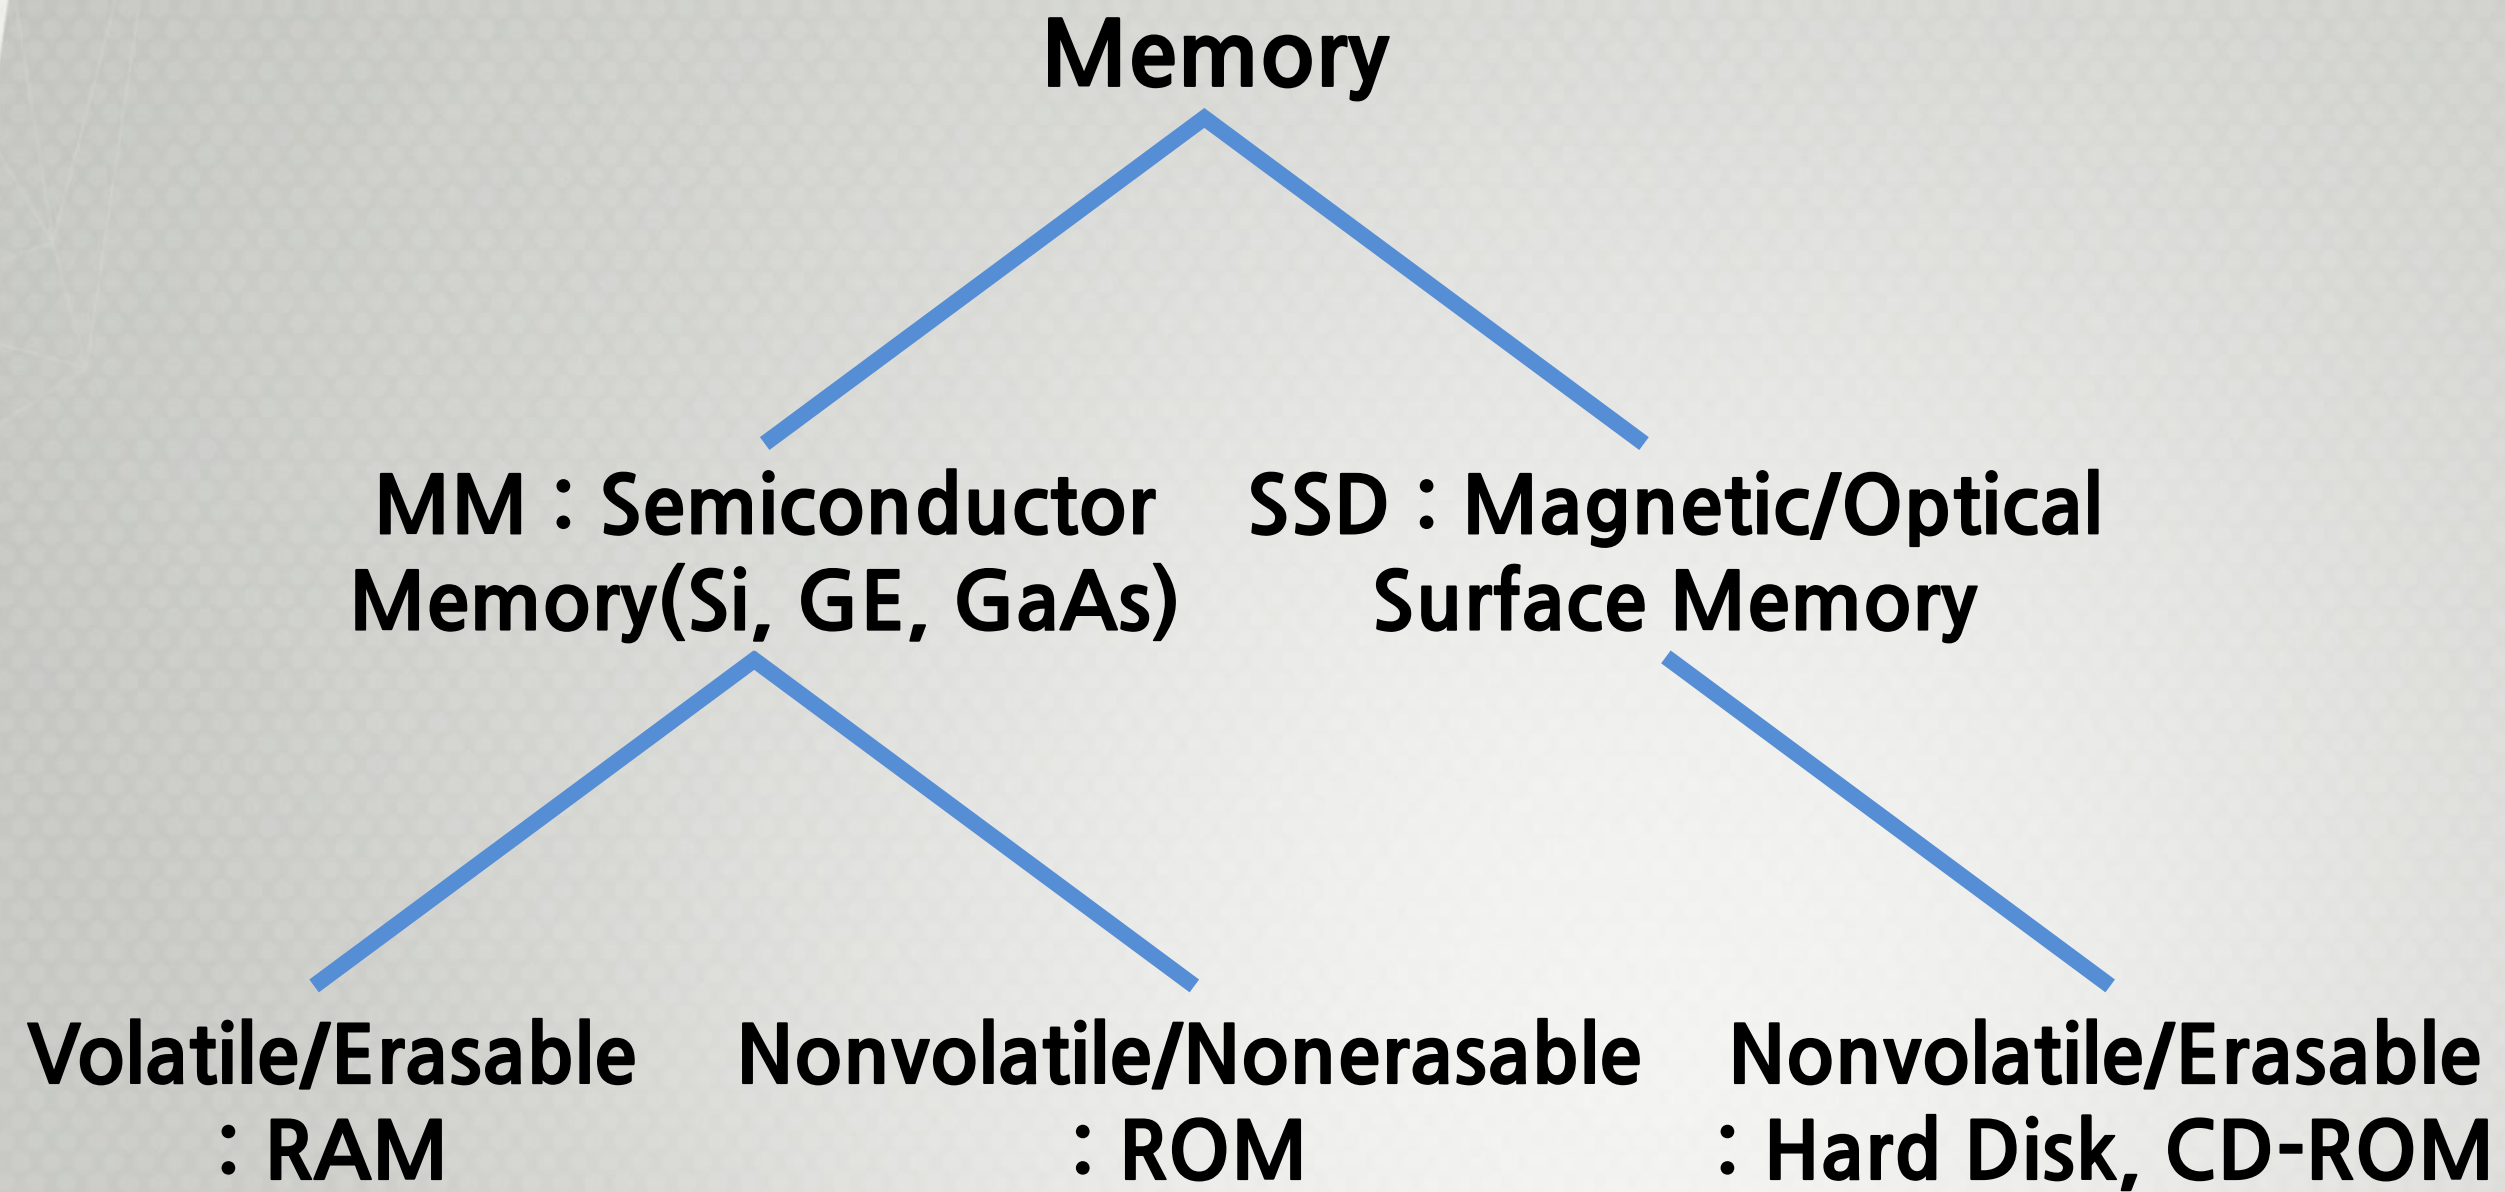 Memory
MM : Semiconductor
Memory(Si, GE, GaAs)
SSD : Magnetic/Optical
Surface Memory
Volatile/Erasable
: RAM
Nonvolatile/Nonerasable
: ROM
Nonvolatile/Erasable
: Hard Disk, CD-ROM